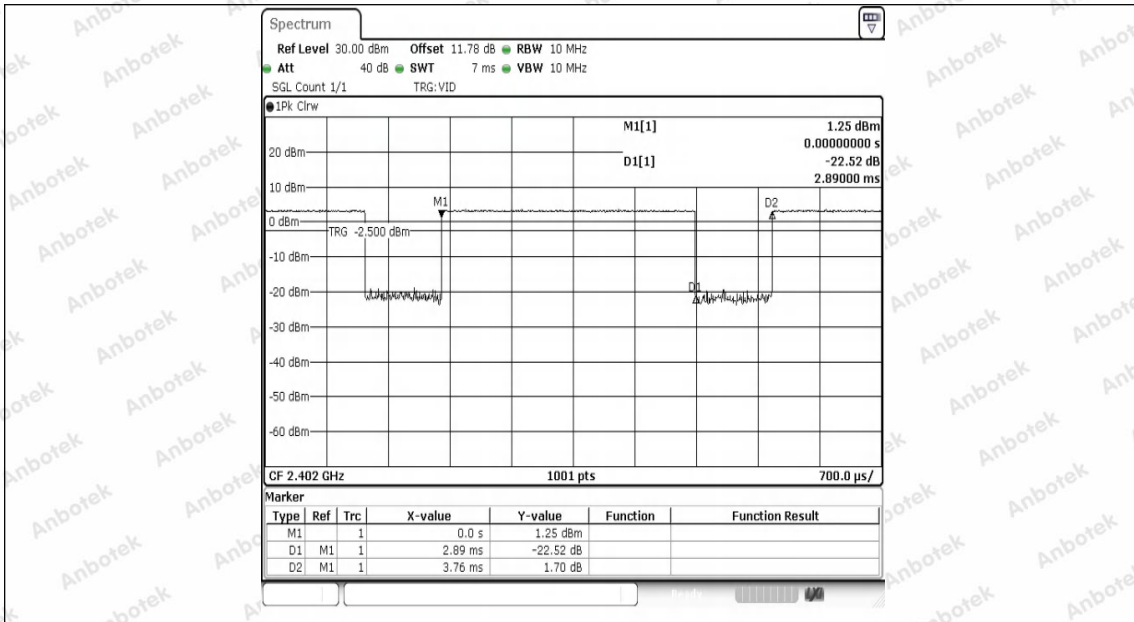 Spectrum
Ref Level 30.00 dBm Offset 11.78 dB RBW 10 MHz
Att 40 dB SWT 7 ms VBW 10 MHz
SGL Count 1/1 TRG:VID
1Pk Clrw
M1[1] 1.25 dBm
0.00000000 s
D1[1] -22.52 dB
2.89000 ms
20 dBm
10 dBm
M1 D2
0 dBm
TRG -2.500 dBm
-10 dBm
-20 dBm
D1
-30 dBm
-40 dBm
-50 dBm
-60 dBm
CF 2.402 GHz 1001 pts 700.0 µs/
Marker
Type Ref Trc X-value Y-value Function Function Result
M1 1 0.0 s 1.25 dBm
D1 M1 1 2.89 ms -22.52 dB
D2 M1 1 3.76 ms 1.70 dB
Anbotek